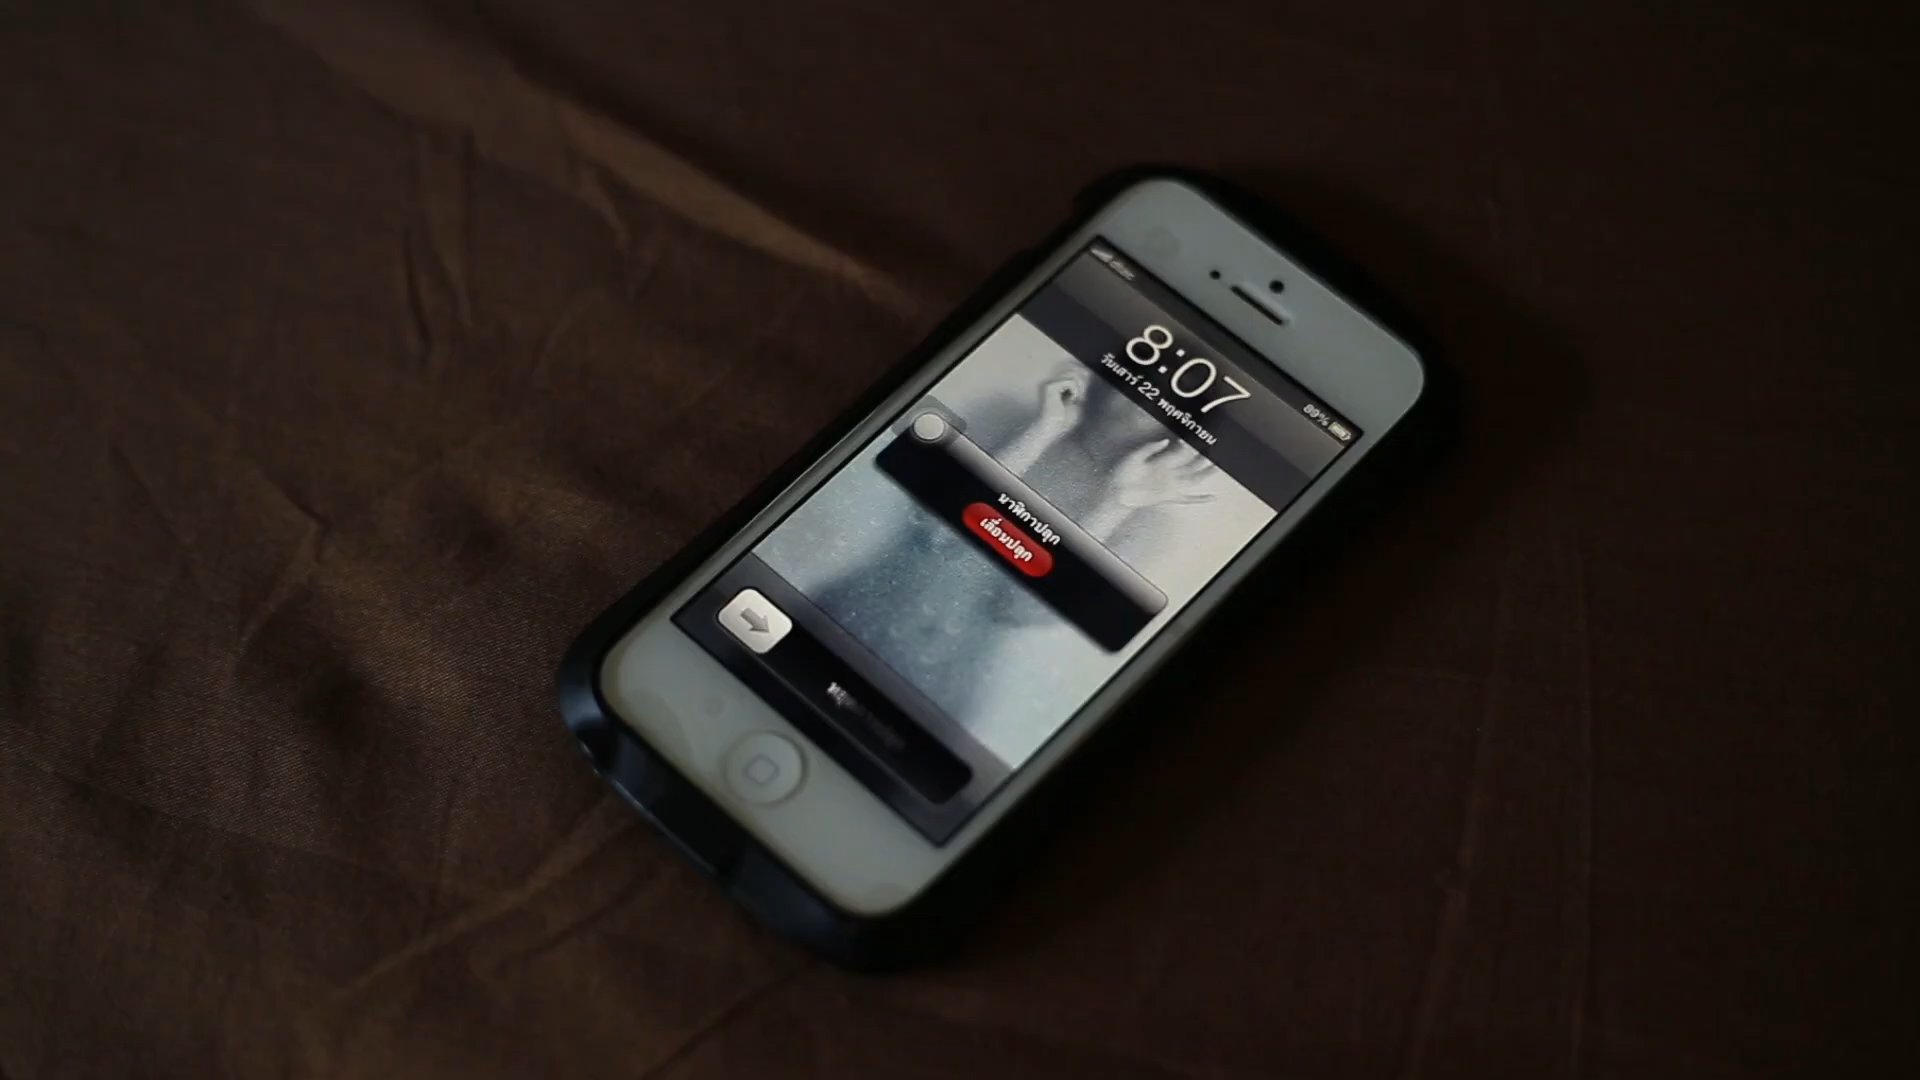 89%
8:07
วันเสาร์ 22 พฤศจิกายน
นาฬิกาปลุก
เลื่อนปลุก